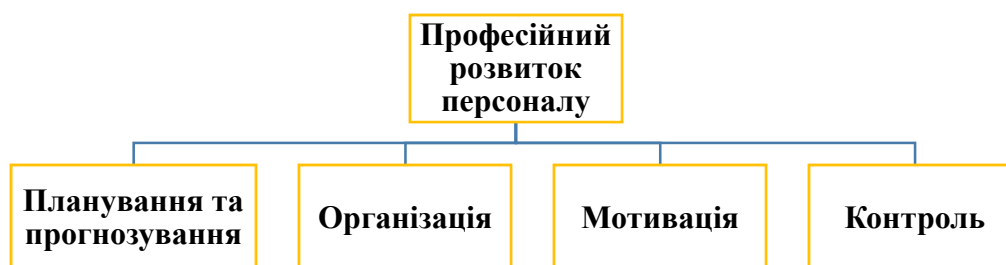 Професійний
розвиток
персоналу
Планування та
прогнозування
Організація
Мотивація
Контроль